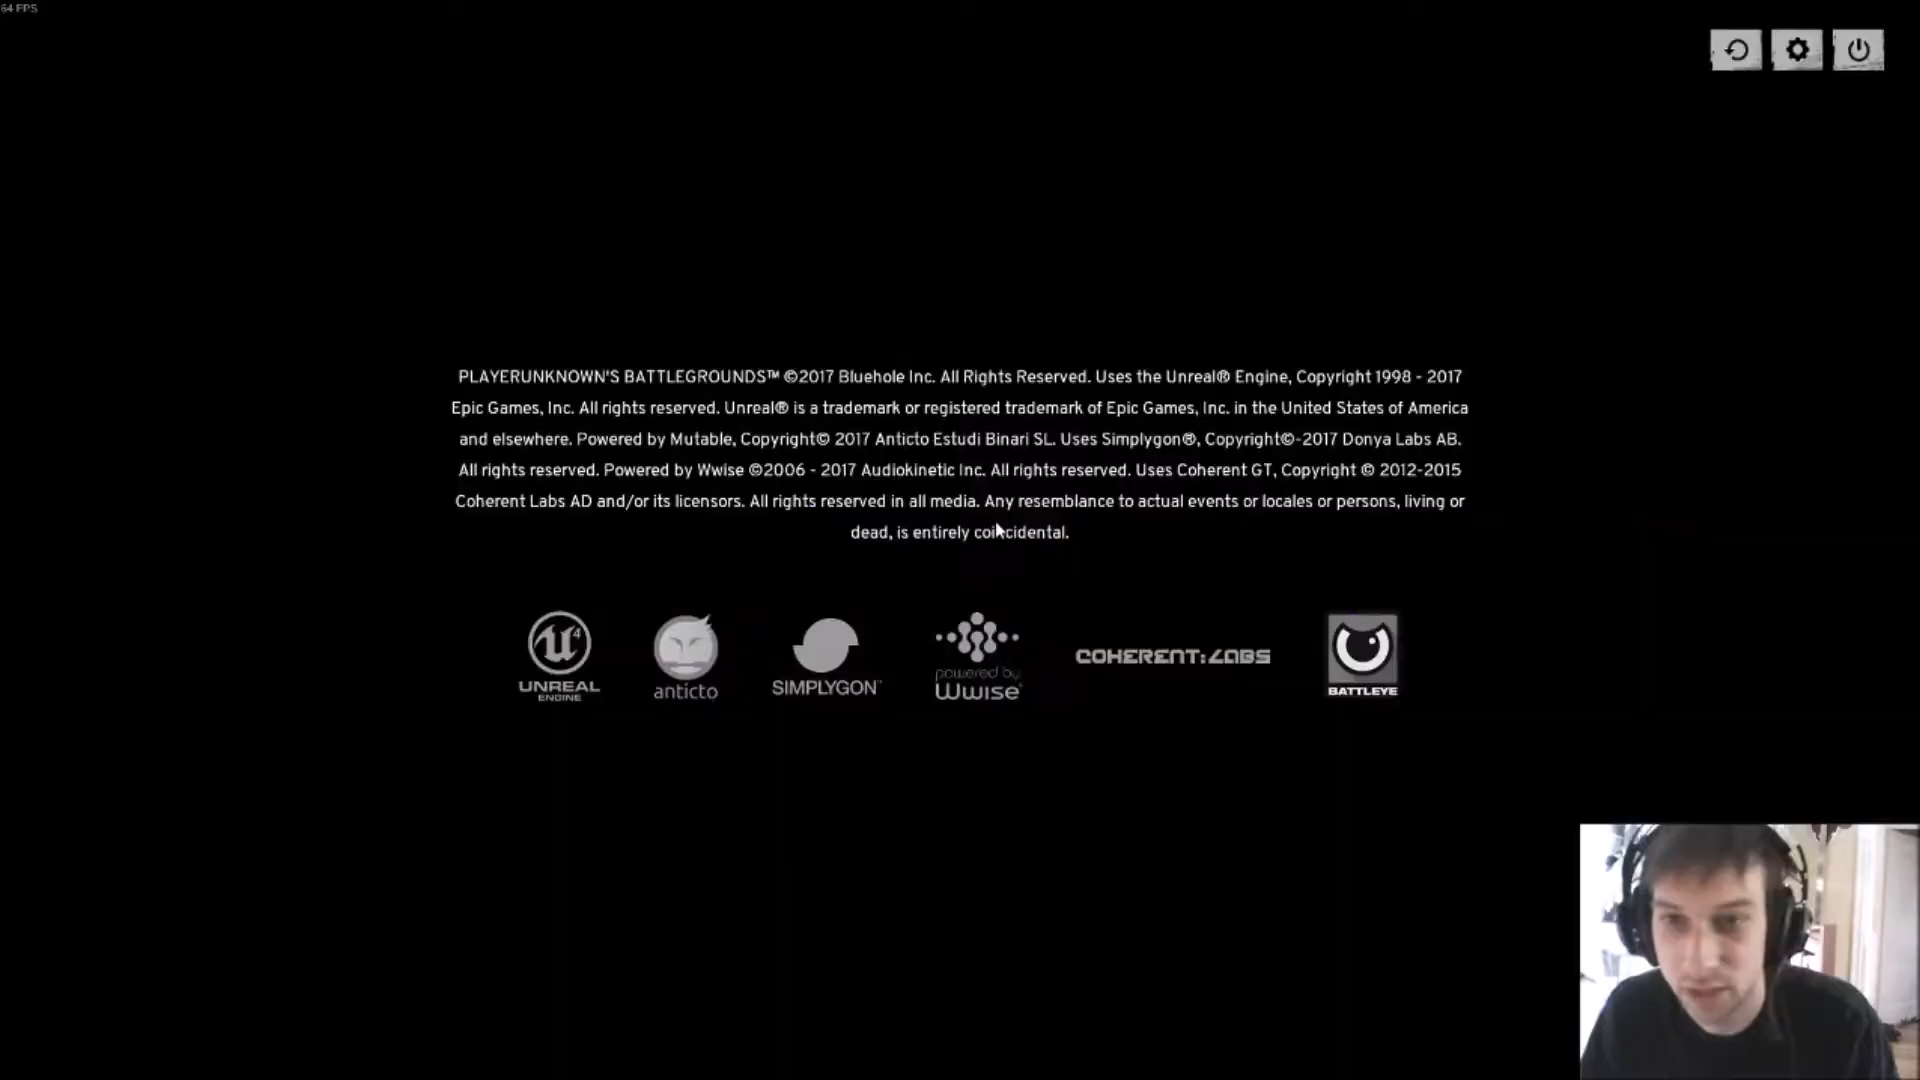 64 FPS
PLAYERUNKNOWN'S BATTLEGROUNDS™ ©2017 Bluehole Inc. All Rights Reserved. Uses the Unreal® Engine, Copyright 1998 - 2017
Epic Games, Inc. All rights reserved. Unreal® is a trademark or registered trademark of Epic Games, Inc. in the United States of America
and elsewhere. Powered by Mutable, Copyright© 2017 Anticto Estudi Binari SL. Uses Simplygon®, Copyright©-2017 Donya Labs AB.
All rights reserved. Powered by Wwise ©2006 - 2017 Audiokinetic Inc. All rights reserved. Uses Coherent GT, Copyright © 2012-2015
Coherent Labs AD and/or its licensors. All rights reserved in all media. Any resemblance to actual events or locales or persons, living or
dead, is entirely coincidental.
UNREAL
ENGINE
anticto
SIMPLYGON™
powered by
Wwise®
COHERENT:LABS
BATTLEYE